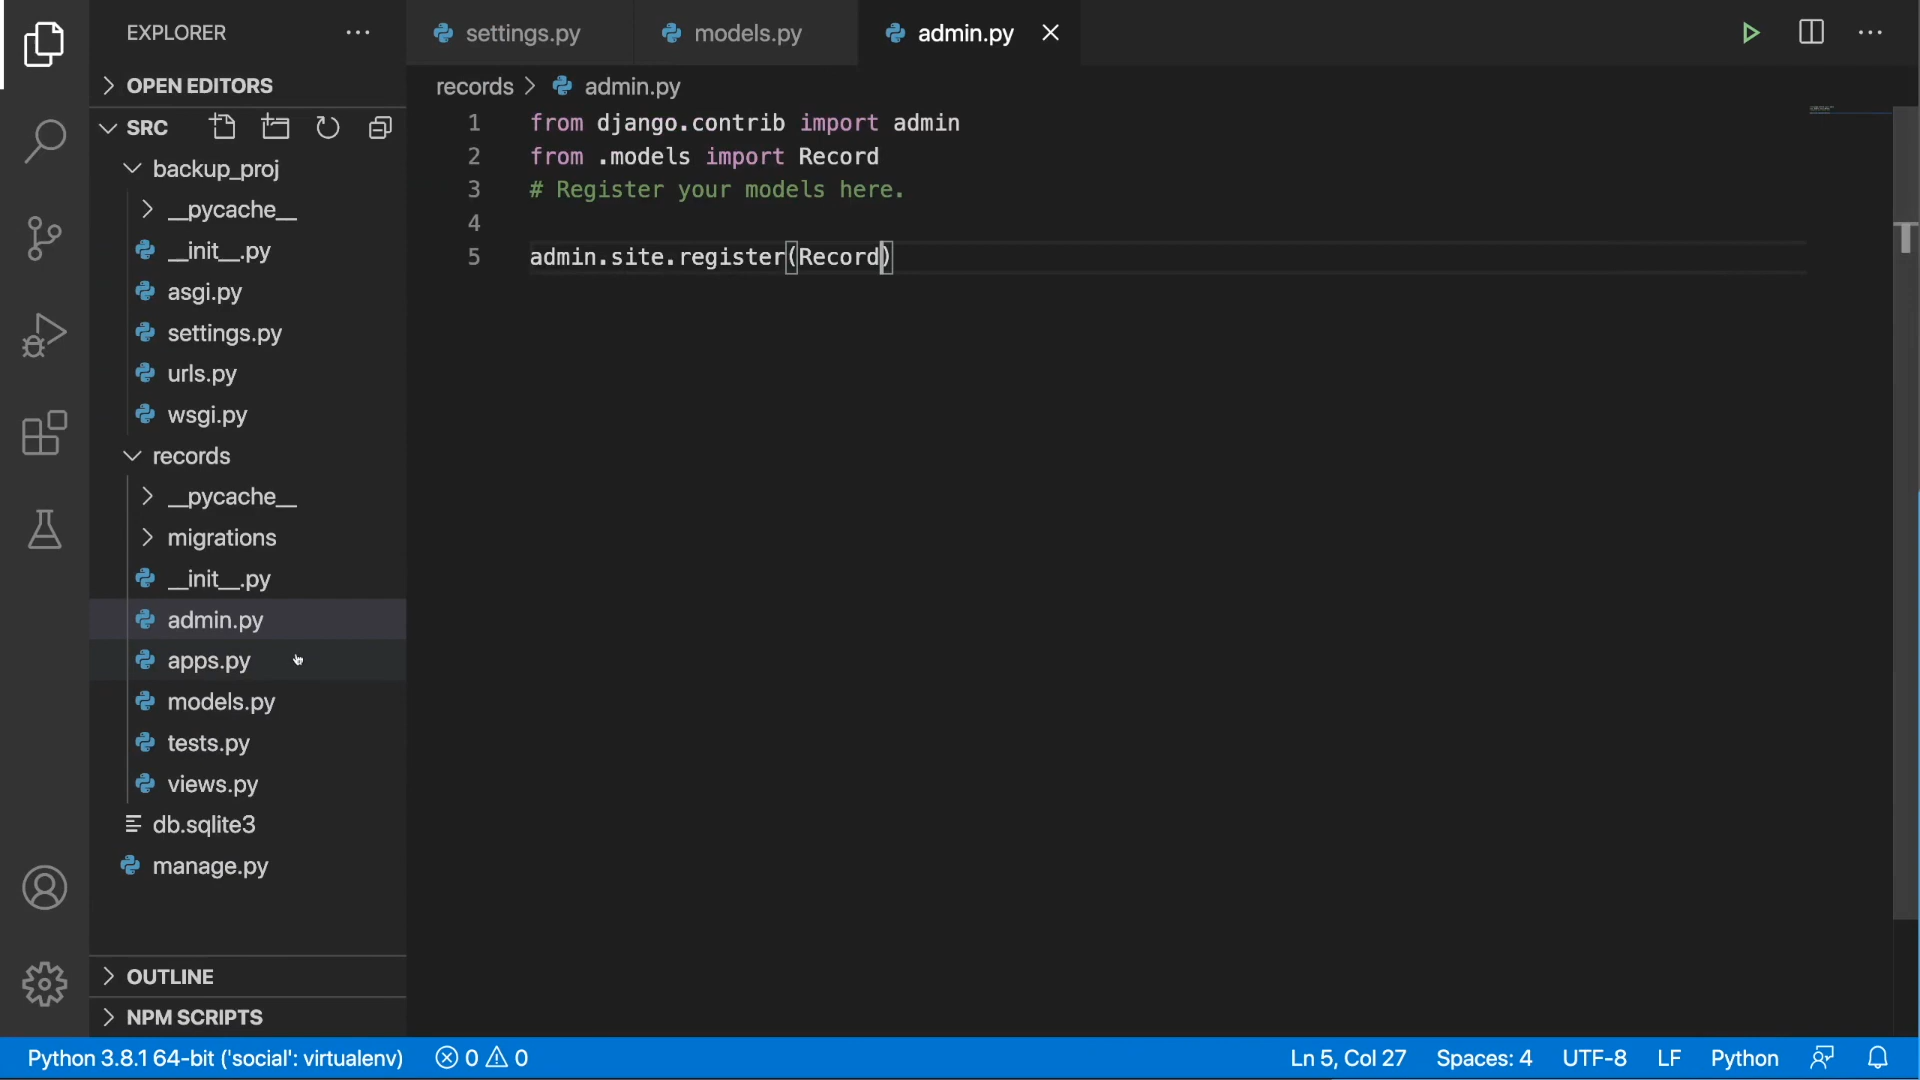 EXPLORER
OPEN EDITORS
SRC
backup_proj
__pycache__
__init__.py
asgi.py
settings.py
urls.py
wsgi.py
records
__pycache__
migrations
__init__.py
admin.py
apps.py
models.py
tests.py
views.py
db.sqlite3
manage.py
OUTLINE
NPM SCRIPTS
settings.py
models.py
admin.py
records > admin.py
1 from django.contrib import admin
2 from .models import Record
3 # Register your models here.
4
5 admin.site.register(Record)
T
Python 3.8.1 64-bit ('social': virtualenv) 0 0 Ln 5, Col 27 Spaces: 4 UTF-8 LF Python